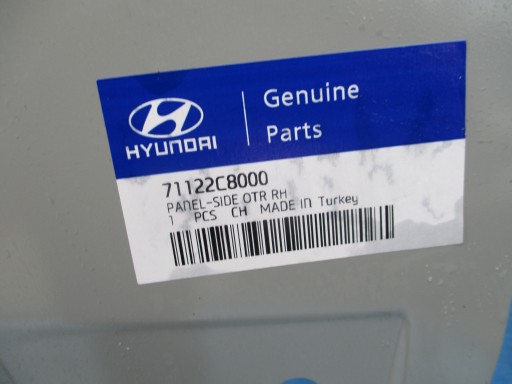 HYUNDAI
Genuine
Parts
71122C8000
PANEL-SIDE OTR RH
1 PCS CH MADE IN Turkey